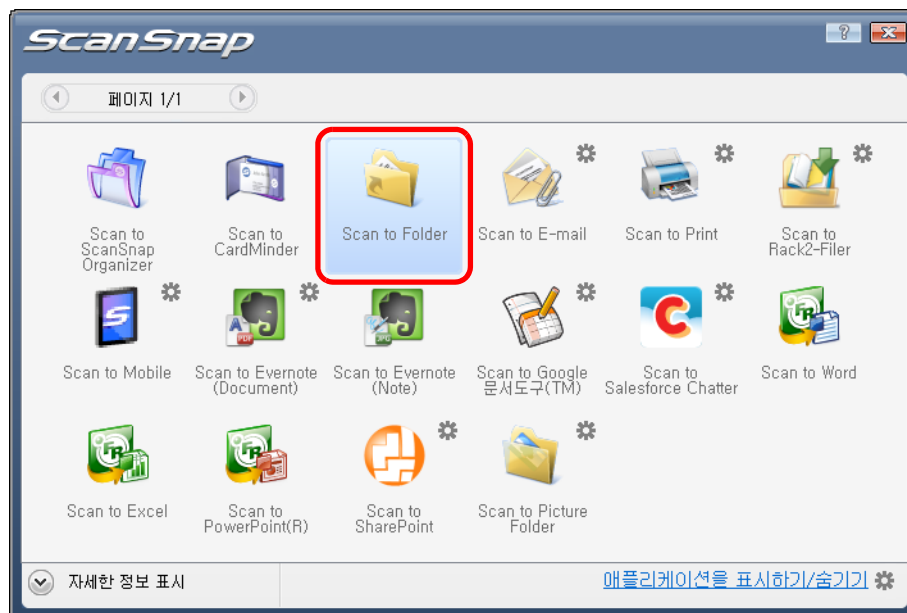 ScanSnap
페이지 1/1
Scan to
ScanSnap
Organizer
Scan to
CardMinder
Scan to Folder
Scan to E-mail
Scan to Print
Scan to
Rack2-Filer
Scan to Mobile
Scan to Evernote
(Document)
Scan to Evernote
(Note)
Scan to Google
문서도구(TM)
Scan to
Salesforce Chatter
Scan to Word
Scan to Excel
Scan to
PowerPoint(R)
Scan to
SharePoint
Scan to Picture
Folder
자세한 정보 표시
애플리케이션을 표시하기/숨기기